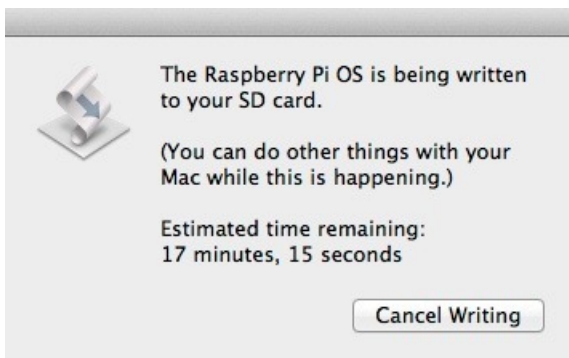 The Raspberry Pi OS is being written
to your SD card.
(You can do other things with your
Mac while this is happening.)
Estimated time remaining:
17 minutes, 15 seconds
Cancel Writing